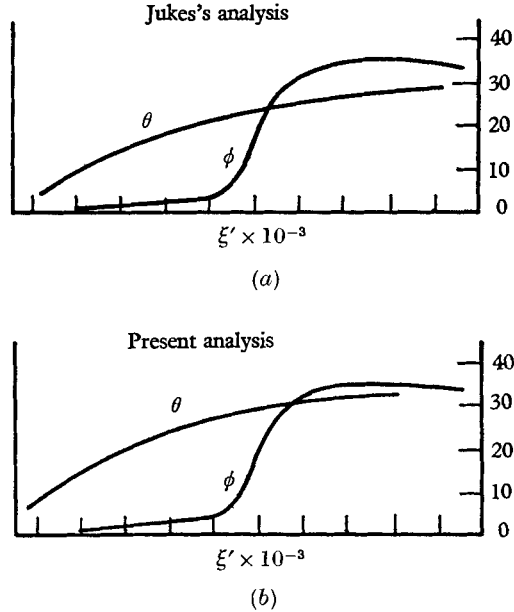 Jukes's analysis
40
30
θ
20
ϕ
10
0
ξ′ × 10⁻³
(a)
Present analysis
40
θ
30
20
ϕ
10
0
ξ′ × 10⁻³
(b)